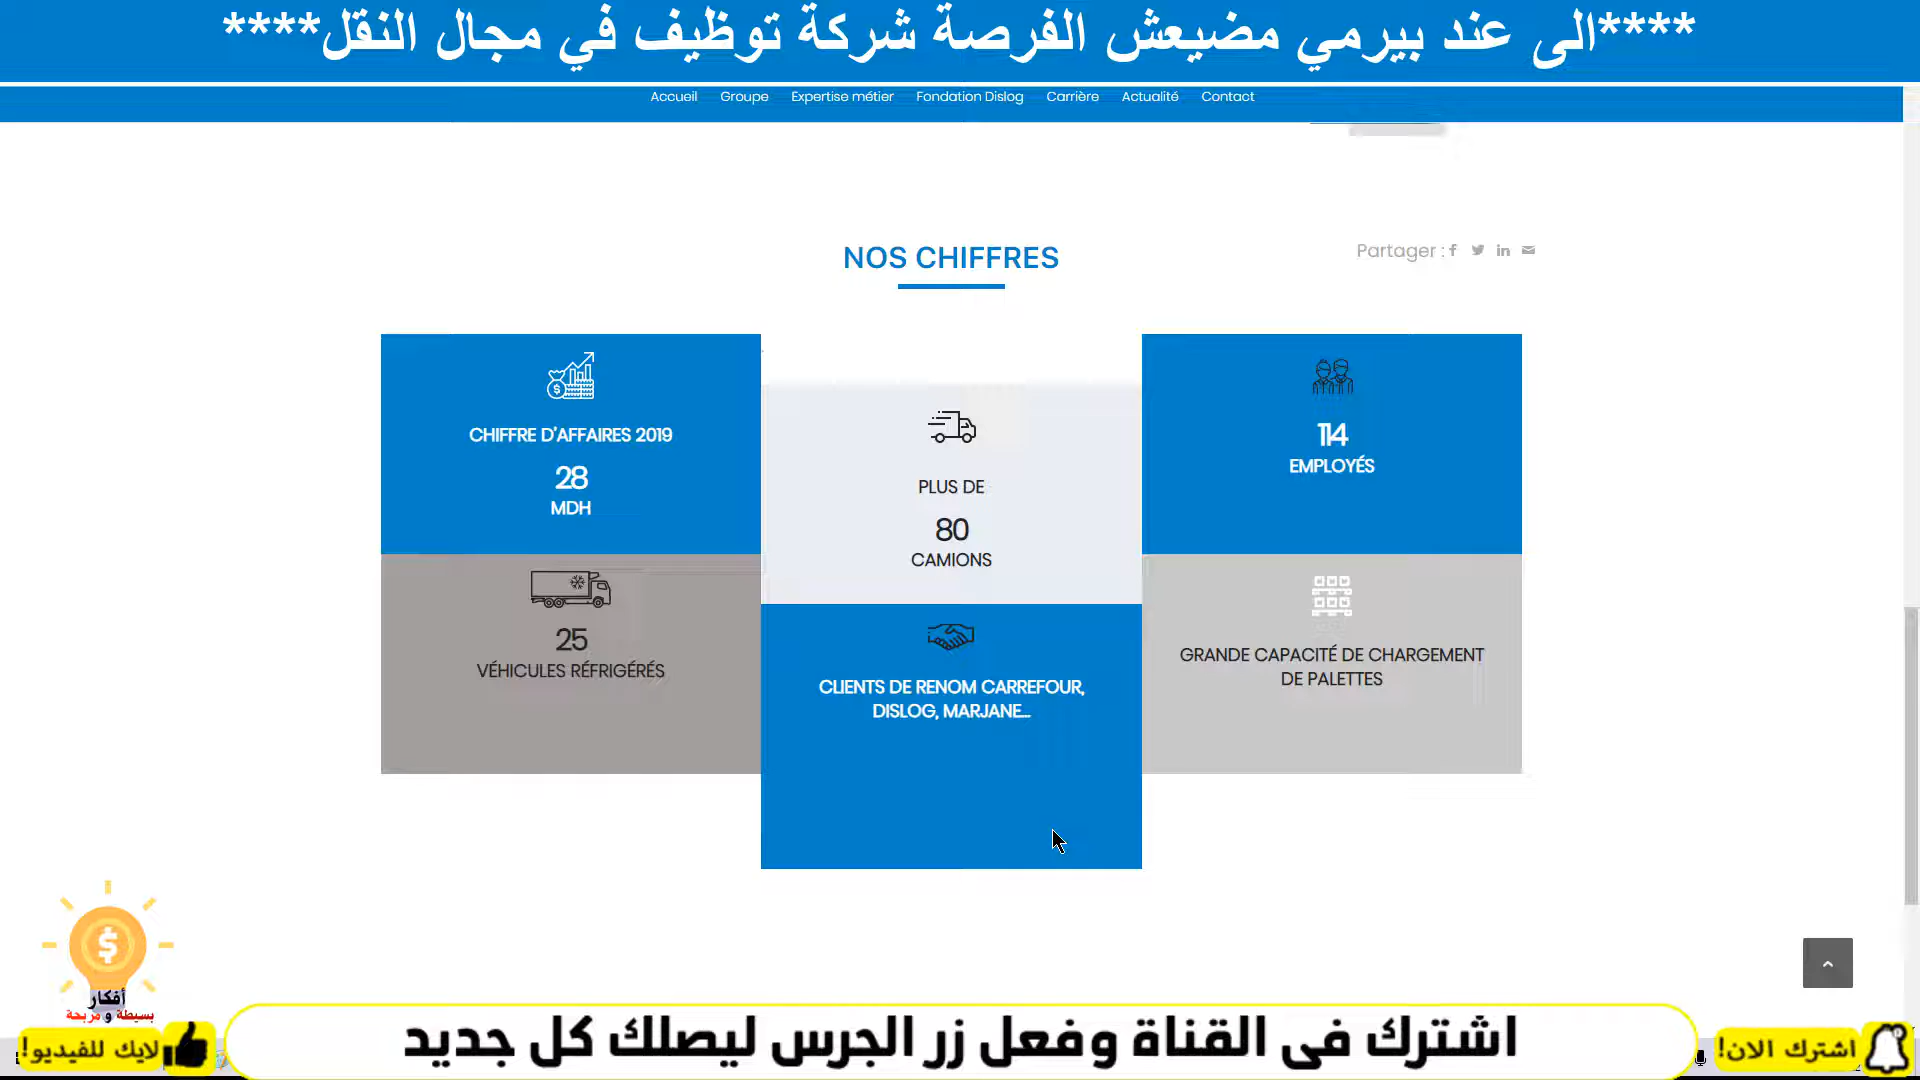 ****الى عند بيرمي مضيعش الفرصة شركة توظيف في مجال النقل****
Accueil Groupe Expertise métier Fondation Dislog Carrière Actualité Contact
NOS CHIFFRES
Partager :
CHIFFRE D'AFFAIRES 2019
28
MDH
PLUS DE
80
CAMIONS
114
EMPLOYÉS
25
VÉHICULES RÉFRIGÉRÉS
CLIENTS DE RENOM CARREFOUR,
DISLOG, MARJANE...
GRANDE CAPACITÉ DE CHARGEMENT
DE PALETTES
أفكار
بسيطة و مربحة
لايك للفيديو!
اشترك فى القناة وفعل زر الجرس ليصلك كل جديد
اشترك الان!